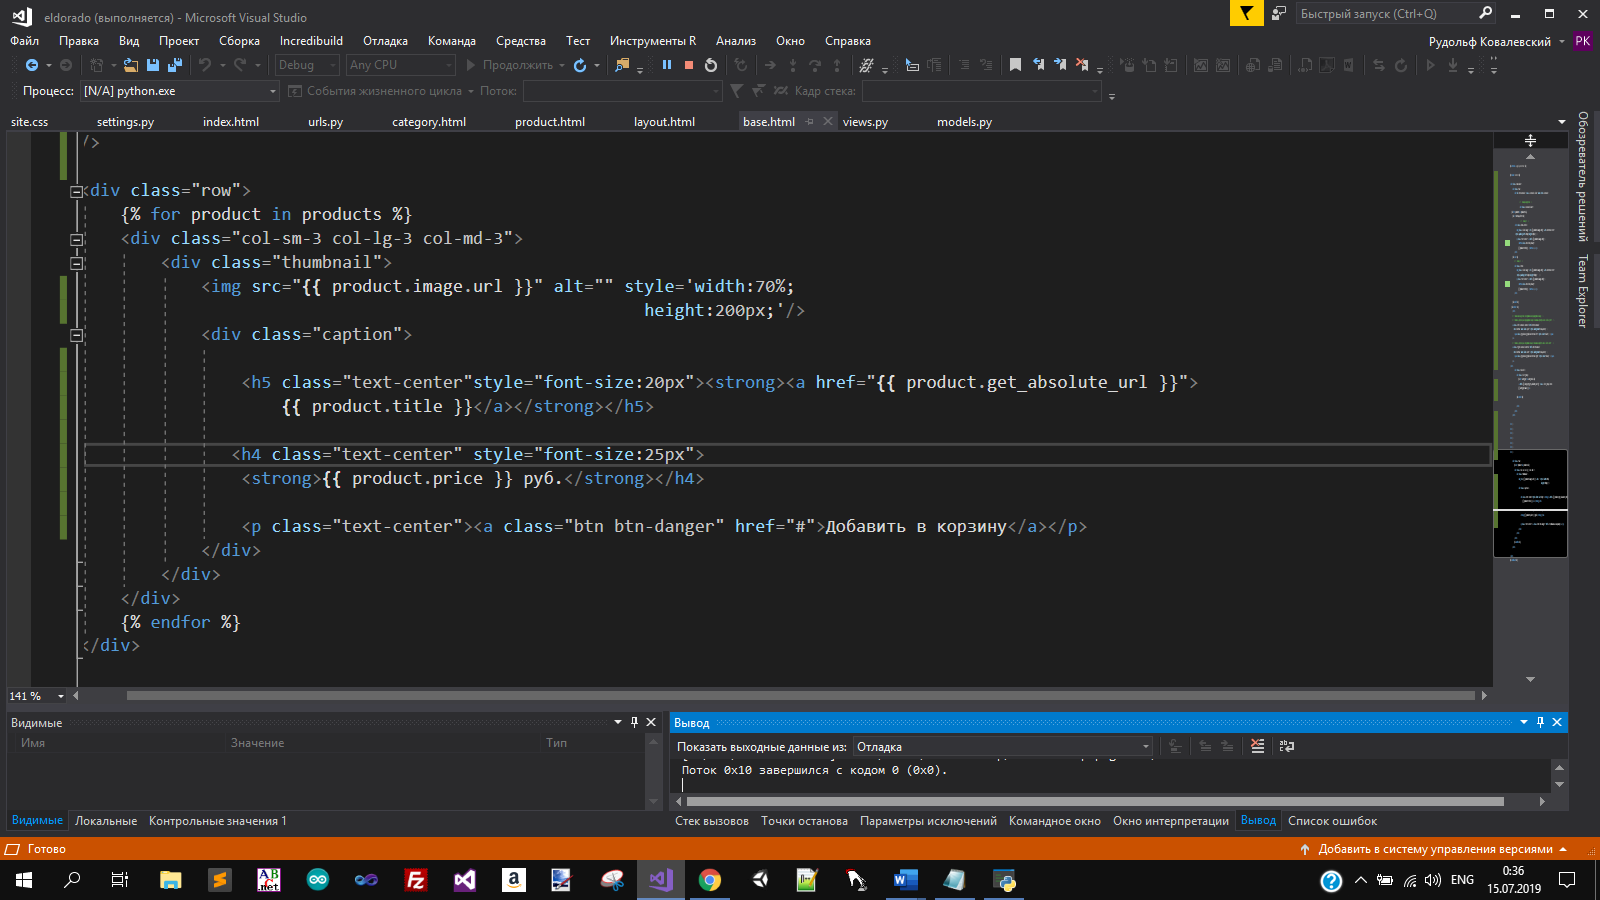 eldorado (выполняется) - Microsoft Visual Studio
Быстрый запуск (Ctrl+Q)
Файл Правка Вид Проект Сборка Incredibuild Отладка Команда Средства Тест Инструменты R Анализ Окно Справка
Рудольф Ковалевский РК
Debug Any CPU Продолжить
Процесс: [N/A] python.exe События жизненного цикла Поток: Кадр стека:
site.css settings.py index.html urls.py category.html product.html layout.html base.html views.py models.py
/>
<div class="row">
{% for product in products %}
<div class="col-sm-3 col-lg-3 col-md-3">
<div class="thumbnail">
<img src="{{ product.image.url }}" alt="" style='width:70%;
height:200px;'/>
<div class="caption">
<h5 class="text-center"style="font-size:20px"><strong><a href="{{ product.get_absolute_url }}">
{{ product.title }}</a></strong></h5>
<h4 class="text-center" style="font-size:25px">
<strong>{{ product.price }} руб.</strong></h4>
<p class="text-center"><a class="btn btn-danger" href="#">Добавить в корзину</a></p>
</div>
</div>
</div>
{% endfor %}
</div>
Обозреватель решений
Team Explorer
141 %
Видимые
Имя Значение Тип
Видимые Локальные Контрольные значения 1
Вывод
Показать выходные данные из: Отладка
Поток 0x10 завершился с кодом 0 (0x0).
Стек вызовов Точки останова Параметры исключений Командное окно Окно интерпретации Вывод Список ошибок
Готово
Добавить в систему управления версиями
ENG
0:36
15.07.2019